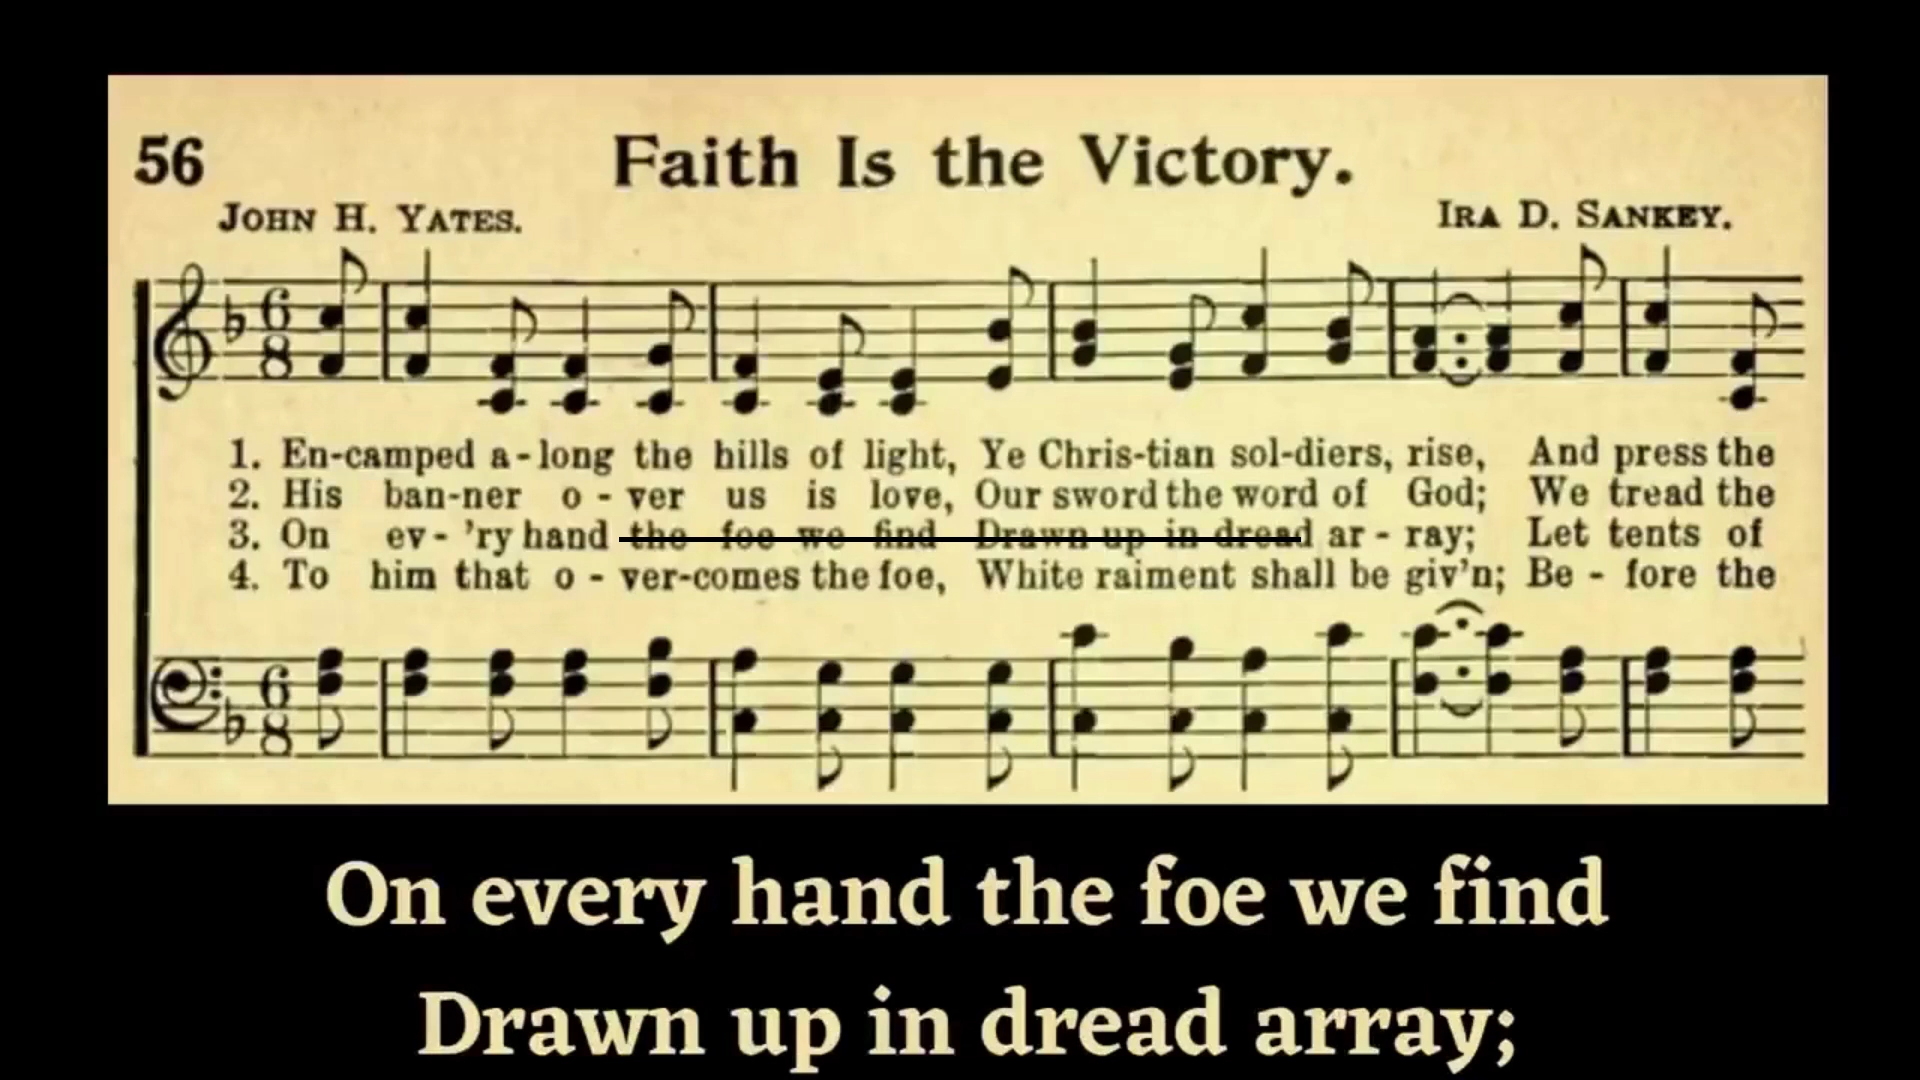 56
Faith Is the Victory.
JOHN H. YATES.
IRA D. SANKEY.
6
8
1. En-camped a-long the hills of light, Ye Chris-tian sol-diers, rise, And press the
2. His ban-ner o - ver us is love, Our sword the word of God; We tread the
3. On ev-'ry hand the foe we find Drawn up in dread ar - ray; Let tents of
4. To him that o - ver-comes the foe, White raiment shall be giv'n; Be - fore the
6
8
On every hand the foe we find
Drawn up in dread array;